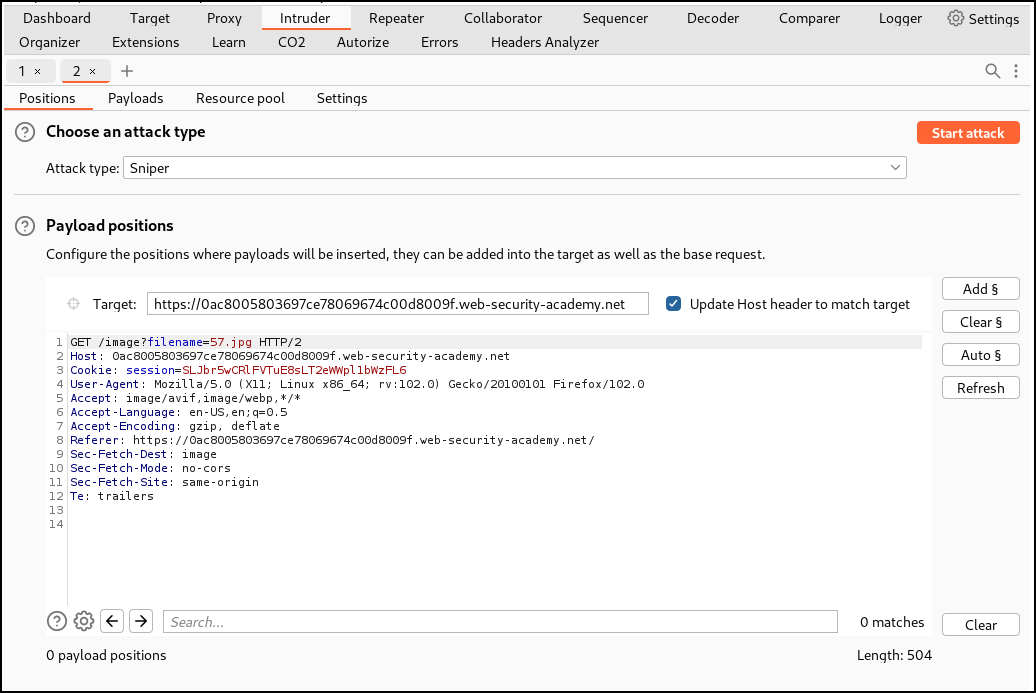 Dashboard Target Proxy Intruder Repeater Collaborator Sequencer Decoder Comparer Logger Settings
Organizer Extensions Learn CO2 Autorize Errors Headers Analyzer
1 × 2 × +
Positions Payloads Resource pool Settings
? Choose an attack type Start attack
Attack type: Sniper
? Payload positions
Configure the positions where payloads will be inserted, they can be added into the target as well as the base request.
Target: https://0ac8005803697ce78069674c00d8009f.web-security-academy.net Update Host header to match target
Add §
Clear §
Auto §
Refresh
1 GET /image?filename=57.jpg HTTP/2
2 Host: 0ac8005803697ce78069674c00d8009f.web-security-academy.net
3 Cookie: session=SLJbr5wCRlFVTuE8sLT2eWWpl1bWzFL6
4 User-Agent: Mozilla/5.0 (X11; Linux x86_64; rv:102.0) Gecko/20100101 Firefox/102.0
5 Accept: image/avif,image/webp,*/*
6 Accept-Language: en-US,en;q=0.5
7 Accept-Encoding: gzip, deflate
8 Referer: https://0ac8005803697ce78069674c00d8009f.web-security-academy.net/
9 Sec-Fetch-Dest: image
10 Sec-Fetch-Mode: no-cors
11 Sec-Fetch-Site: same-origin
12 Te: trailers
13
14
? Search... 0 matches Clear
0 payload positions Length: 504